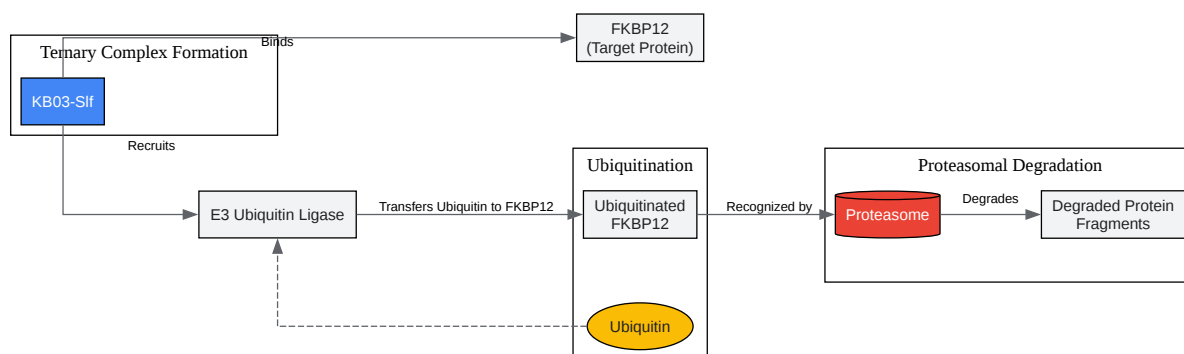 FKBP12
(Target Protein)
Binds
Ternary Complex Formation
KB03-Slf
Recruits
Ubiquitination
Proteasomal Degradation
E3 Ubiquitin Ligase
Transfers Ubiquitin to FKBP12
Ubiquitinated
FKBP12
Recognized by
Proteasome
Degrades
Degraded Protein
Fragments
Ubiquitin